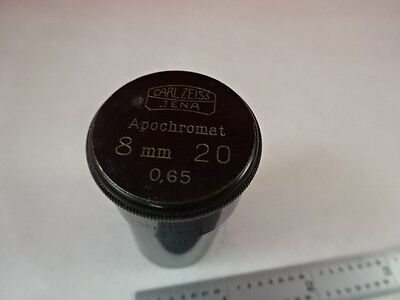 CARL ZEISS
JENA
Apochromat
8 mm 20
0,65